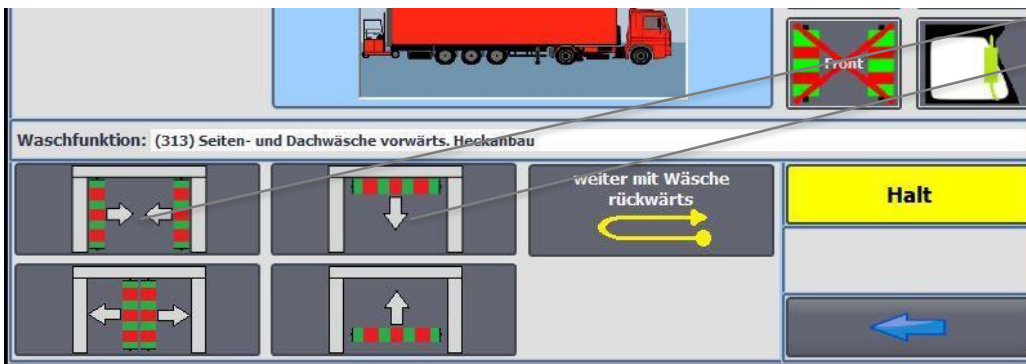 Front
Waschfunktion: (313) Seiten- und Dachwäsche vorwärts. Heckanbau
weiter mit Wäsche
rückwärts
Halt